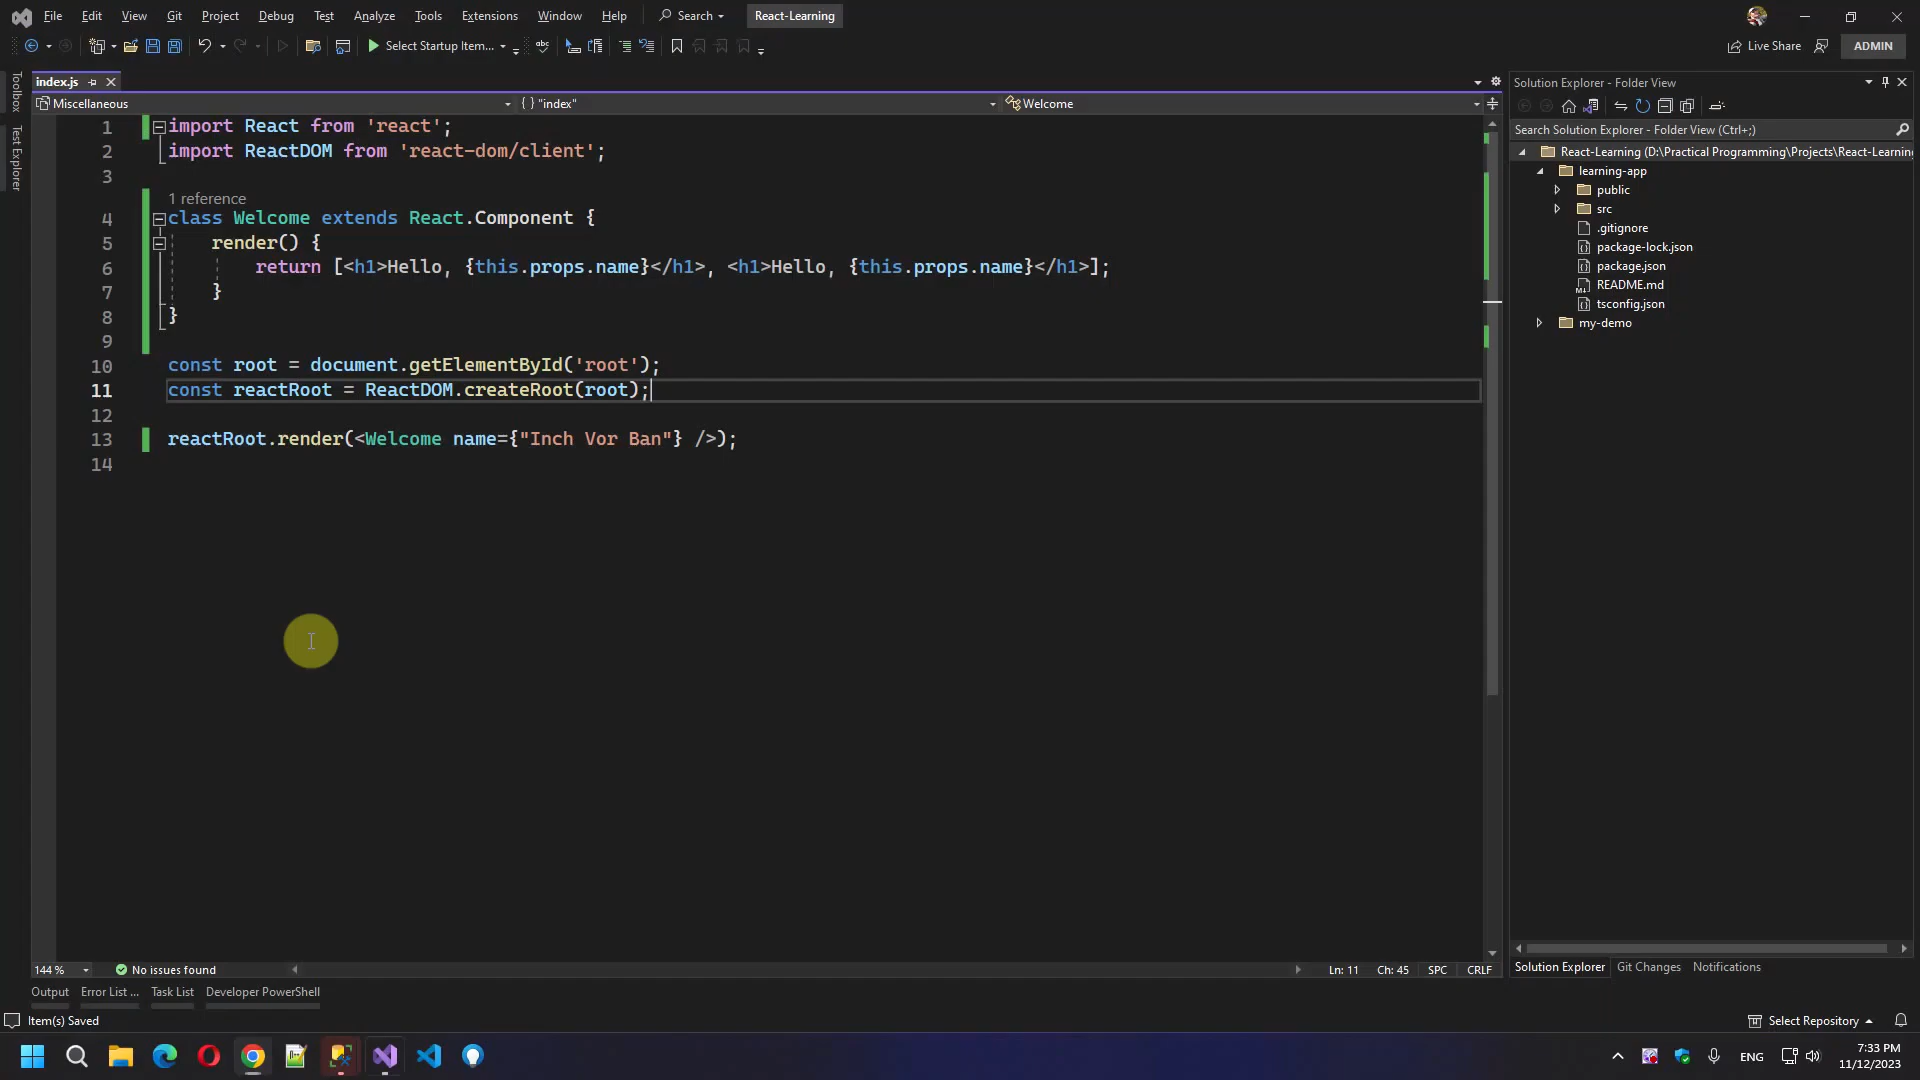 File Edit View Git Project Debug Test Analyze Tools Extensions Window Help Search React-Learning
Select Startup Item... Live Share ADMIN
Toolbox
Test Explorer
index.js
Miscellaneous {} "index" Welcome
1 import React from 'react';
2 import ReactDOM from 'react-dom/client';
3
1 reference
4 class Welcome extends React.Component {
5 render() {
6 return [<h1>Hello, {this.props.name}</h1>, <h1>Hello, {this.props.name}</h1>];
7 }
8 }
9
10 const root = document.getElementById('root');
11 const reactRoot = ReactDOM.createRoot(root);
12
13 reactRoot.render(<Welcome name={"Inch Vor Ban"} />);
14
144 % No issues found Ln: 11 Ch: 45 SPC CRLF
Output Error List ... Task List Developer PowerShell
Item(s) Saved
Solution Explorer - Folder View
Search Solution Explorer - Folder View (Ctrl+;)
React-Learning (D:\Practical Programming\Projects\React-Learning
learning-app
public
src
.gitignore
package-lock.json
package.json
README.md
tsconfig.json
my-demo
Solution Explorer Git Changes Notifications
Select Repository
ENG
7:33 PM
11/12/2023